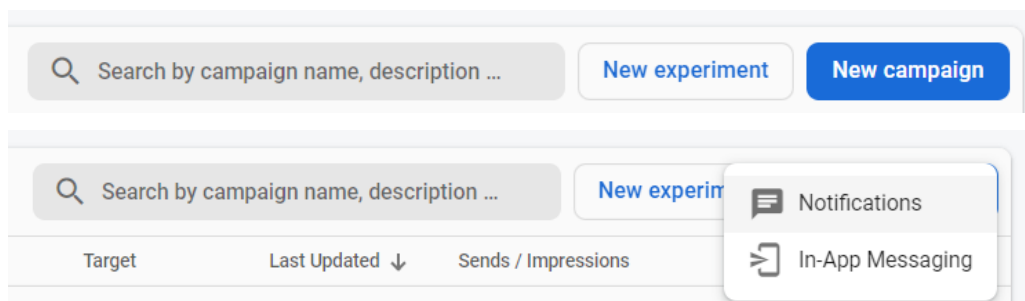 Search by campaign name, description ... New experiment New campaign
Search by campaign name, description ... New experim Notifications
Target Last Updated Sends / Impressions In-App Messaging